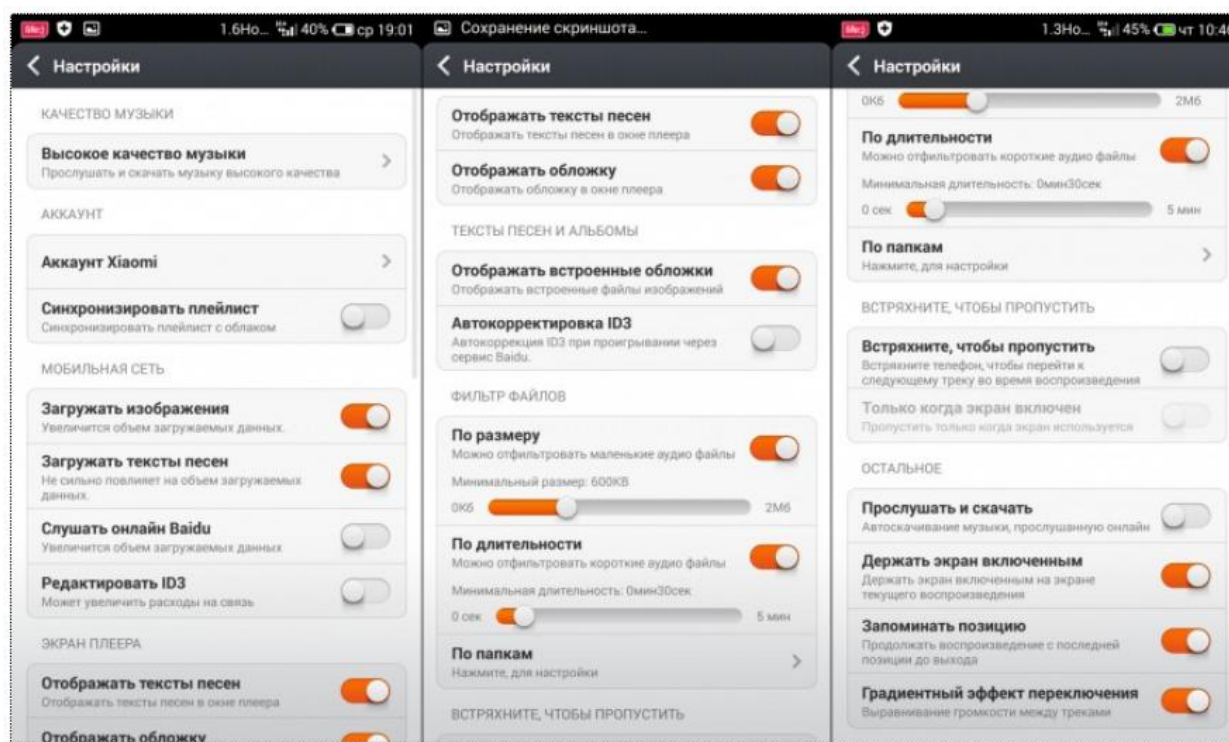 1.6Но... 40% ср 19:01
Настройки
КАЧЕСТВО МУЗЫКИ
Высокое качество музыки
Прослушать и скачать музыку высокого качества
АККАУНТ
Аккаунт Xiaomi
Синхронизировать плейлист
Синхронизировать плейлист с облаком
МОБИЛЬНАЯ СЕТЬ
Загружать изображения
Увеличится объем загружаемых данных.
Загружать тексты песен
Не сильно повлияет на объем загружаемых
данных.
Слушать онлайн Baidu
Увеличится объем загружаемых данных
Редактировать ID3
Может увеличить расходы на связь
ЭКРАН ПЛЕЕРА
Отображать тексты песен
Отображать тексты песен в окне плеера
Отображать обложку
Сохранение скриншота...
Настройки
Отображать тексты песен
Отображать тексты песен в окне плеера
Отображать обложку
Отображать обложку в окне плеера
ТЕКСТЫ ПЕСЕН И АЛЬБОМЫ
Отображать встроенные обложки
Отображать встроенные файлы изображений
Автокорректировка ID3
Автокоррекция ID3 при проигрывании через
сервис Baidu.
ФИЛЬТР ФАЙЛОВ
По размеру
Можно отфильтровать маленькие аудио файлы
Минимальный размер: 600KB
0Кб 2Мб
По длительности
Можно отфильтровать короткие аудио файлы
Минимальная длительность: 0мин30сек
0 сек 5 мин
По папкам
Нажмите, для настройки
ВСТРЯХНИТЕ, ЧТОБЫ ПРОПУСТИТЬ
1.3Но... 45% чт 10:46
Настройки
0Кб 2Мб
По длительности
Можно отфильтровать короткие аудио файлы
Минимальная длительность: 0мин30сек
0 сек 5 мин
По папкам
Нажмите, для настройки
ВСТРЯХНИТЕ, ЧТОБЫ ПРОПУСТИТЬ
Встряхните, чтобы пропустить
Встряхните телефон, чтобы перейти к
следующему треку во время воспроизведения
Только когда экран включен
Пропустить только когда экран используется
ОСТАЛЬНОЕ
Прослушать и скачать
Автоскачивание музыки, прослушанную онлайн
Держать экран включенным
Держать экран включенным на экране
текущего воспроизведения
Запоминать позицию
Продолжать воспроизведение с последней
позиции до выхода
Градиентный эффект переключения
Выравнивание громкости между треками